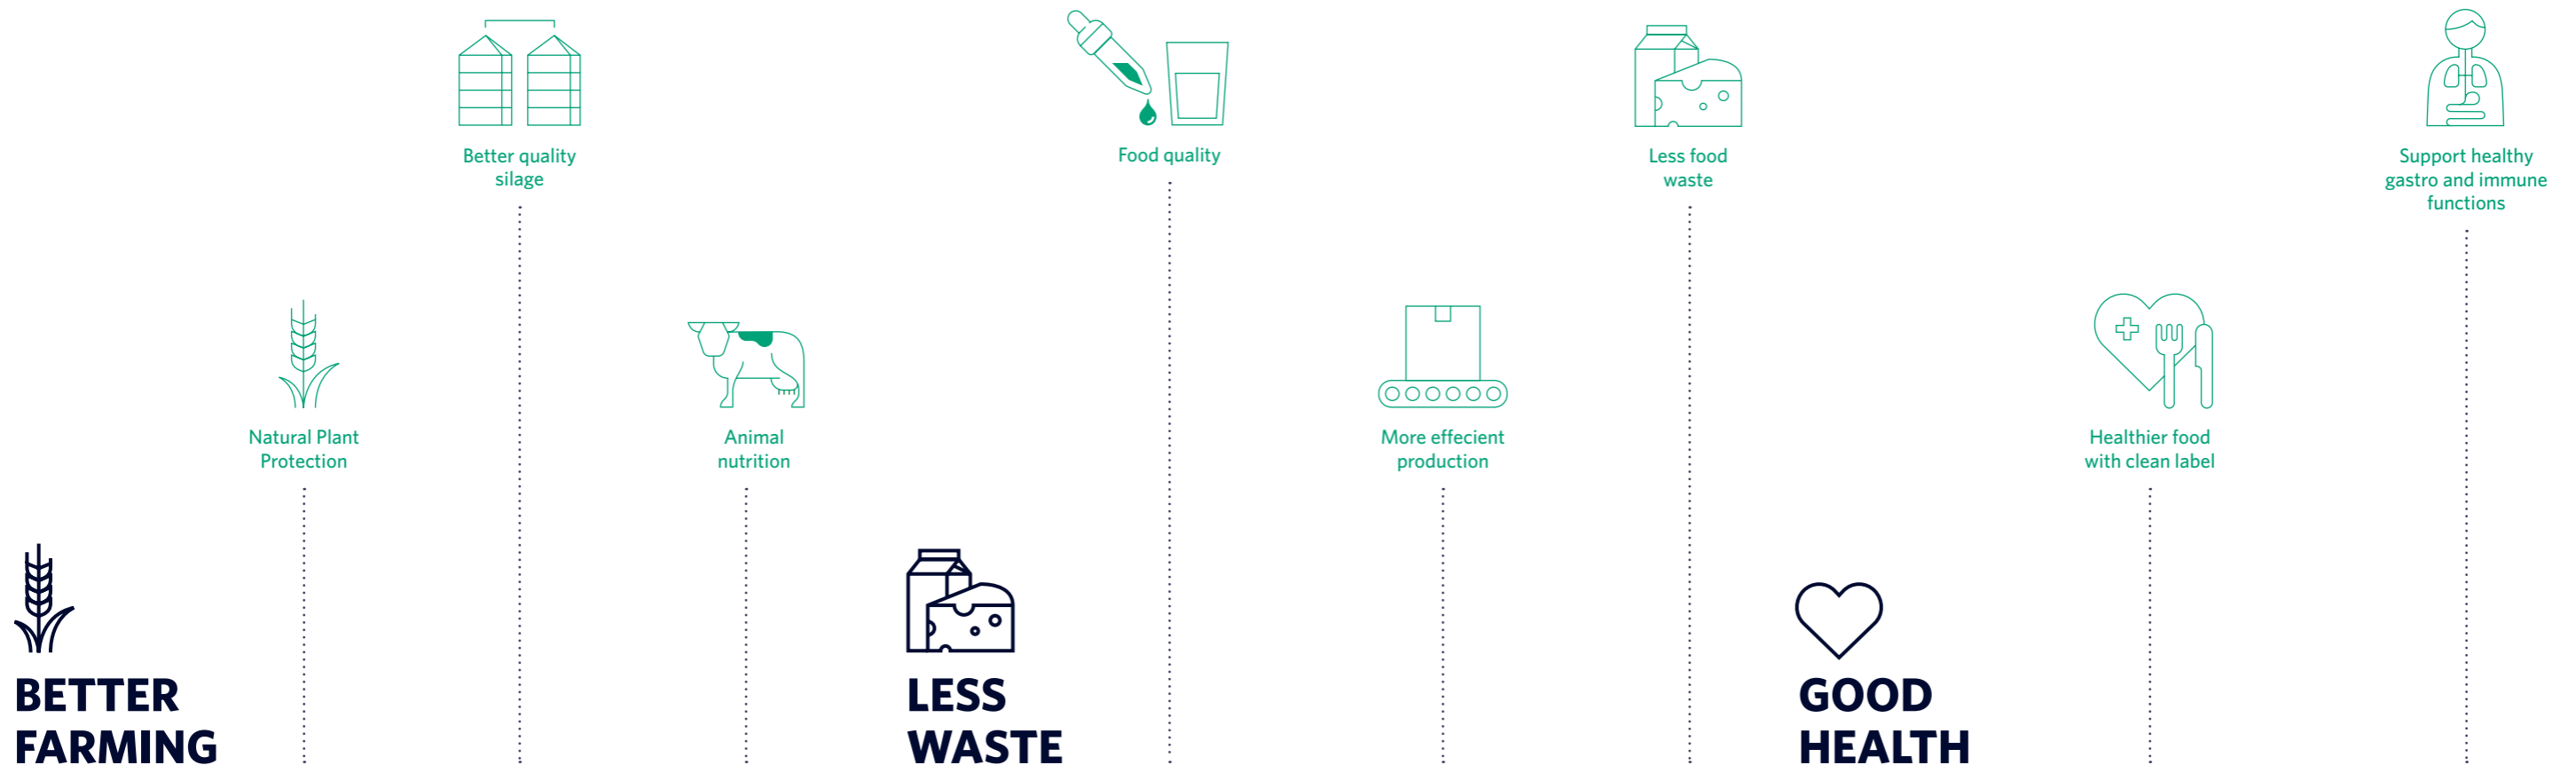 Better quality
silage
Food quality
Less food
waste
Support healthy
gastro and immune
functions
Natural Plant
Protection
Animal
nutrition
More effecient
production
Healthier food
with clean label
BETTER
FARMING
LESS
WASTE
GOOD
HEALTH